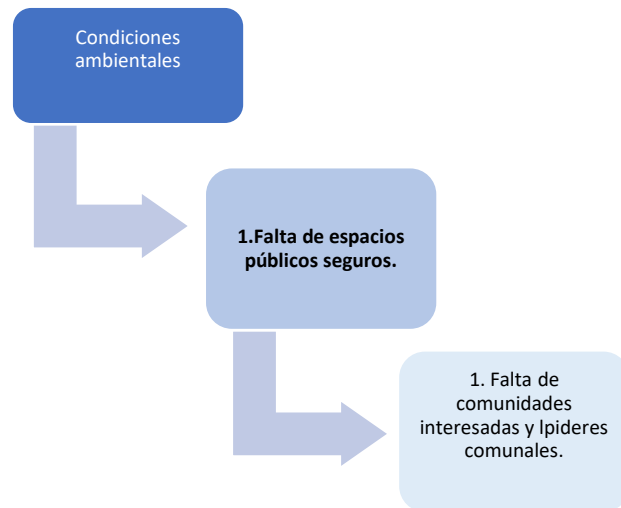 Condiciones
ambientales
1.Falta de espacios
públicos seguros.
1. Falta de
comunidades
interesadas y lpideres
comunales.